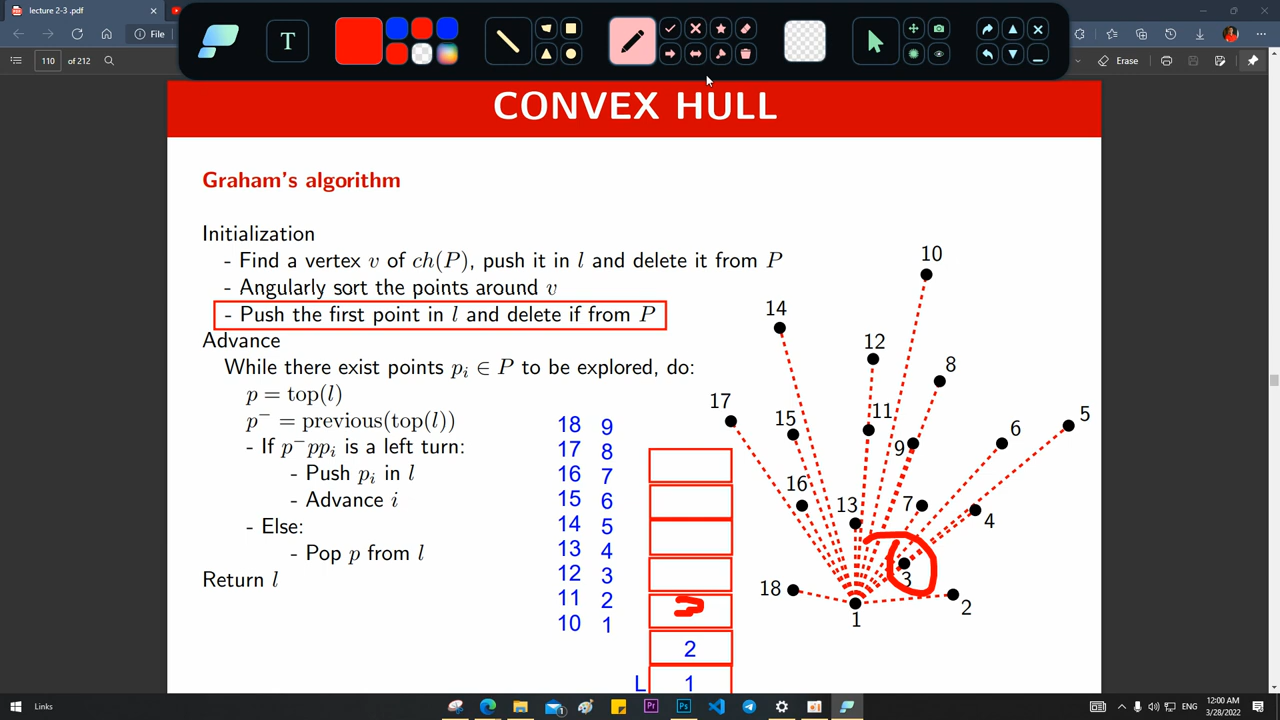 lecture 2-3 .pdf
File
T
110 of 212
Erase
CONVEX HULL
Graham's algorithm
Initialization
- Find a vertex v of ch(P), push it in l and delete it from P
- Angularly sort the points around v
- Push the first point in l and delete if from P
Advance
While there exist points pᵢ ∈ P to be explored, do:
p = top(l)
p⁻ = previous(top(l))
- If p⁻ppᵢ is a left turn:
- Push pᵢ in l
- Advance i
- Else:
- Pop p from l
Return l
18 9
17 8
16 7
15 6
14 5
13 4
12 3
11 2
10 1
3
2
L 1
10
14
12
8
17
15
11
5
9
6
16
13
7
4
18
3
1
2
Links
Pr
Ps
ENG
12:00 AM
3/28/2022